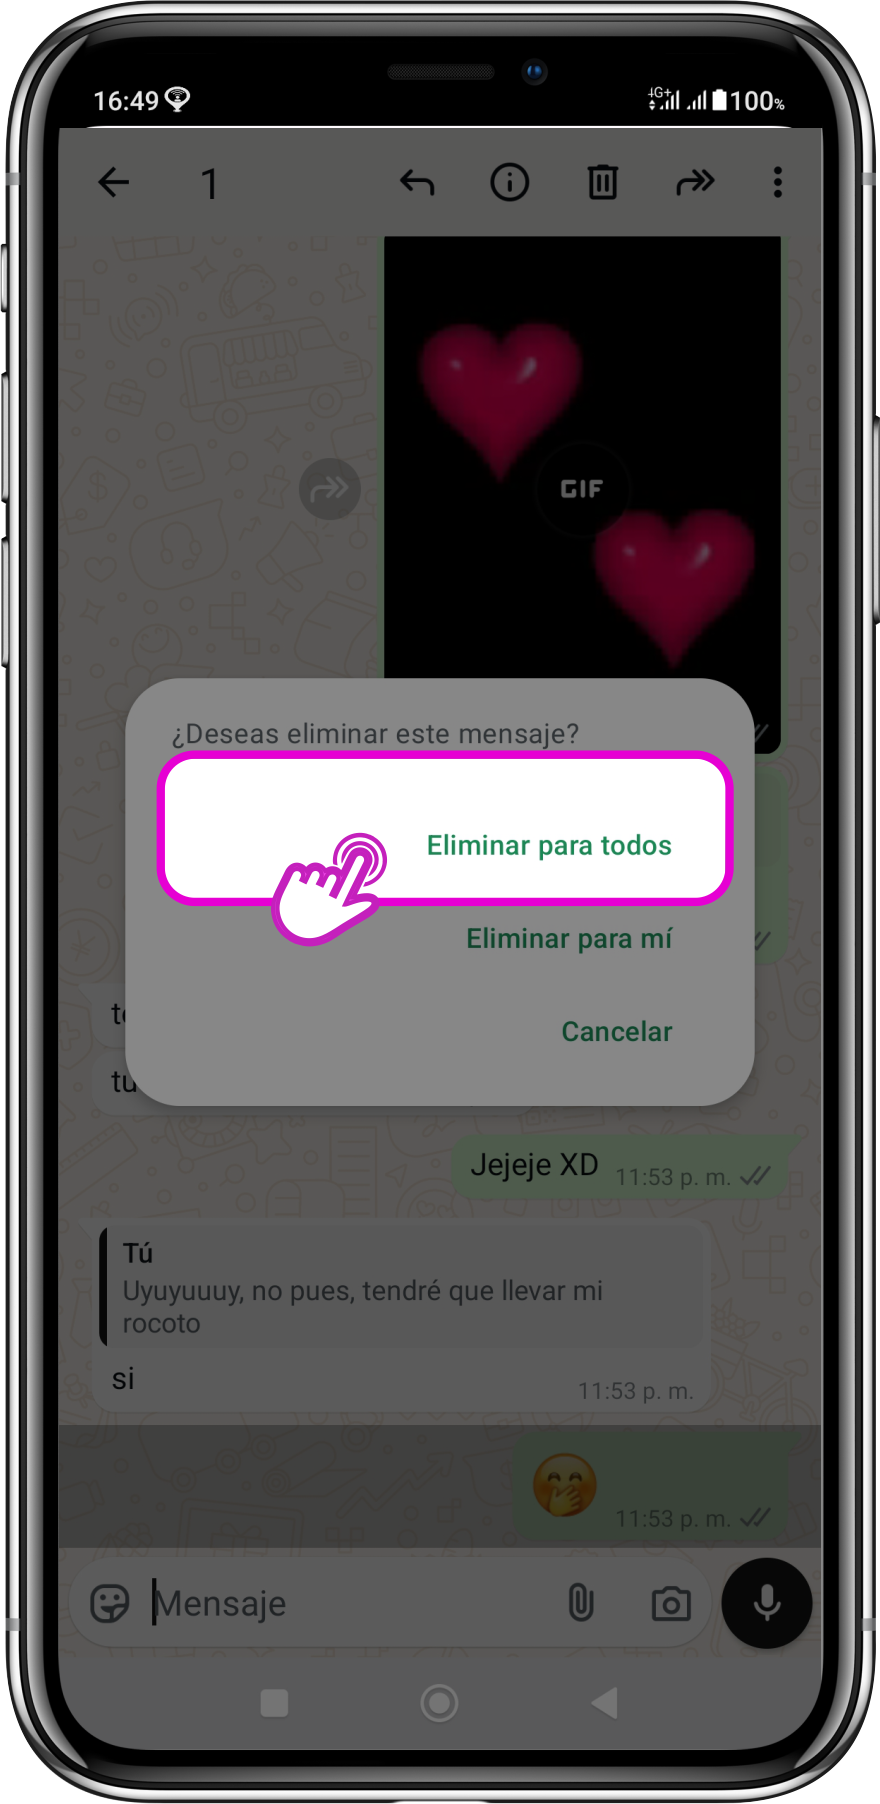 16:49
4G+ 100%
1
GIF
¿Deseas eliminar este mensaje?
Eliminar para todos
Eliminar para mí
Cancelar
tu
Jejeje XD 11:53 p. m.
Tú
Uyuyuuuy, no pues, tendré que llevar mi
rocoto
si
11:53 p. m.
11:53 p. m.
Mensaje